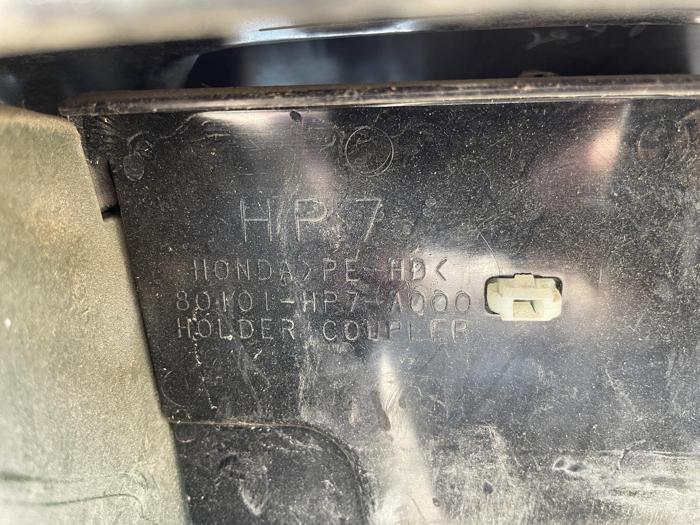 HP7
HONDA>PE-HD<
80101-HP7-A000
HOLDER COUPLER